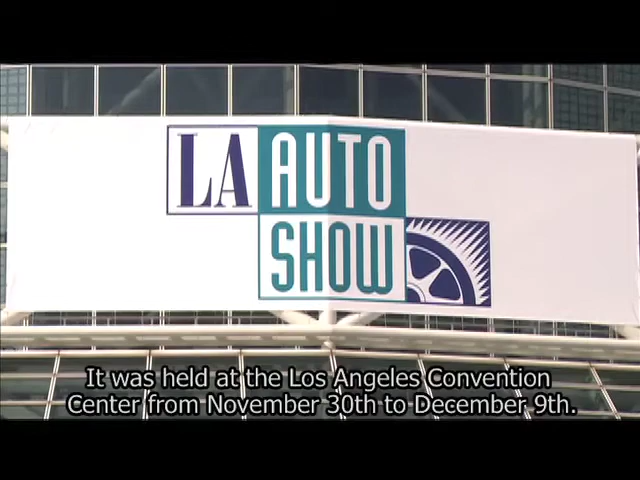 LA AUTO
SHOW
It was held at the Los Angeles Convention
Center from November 30th to December 9th.